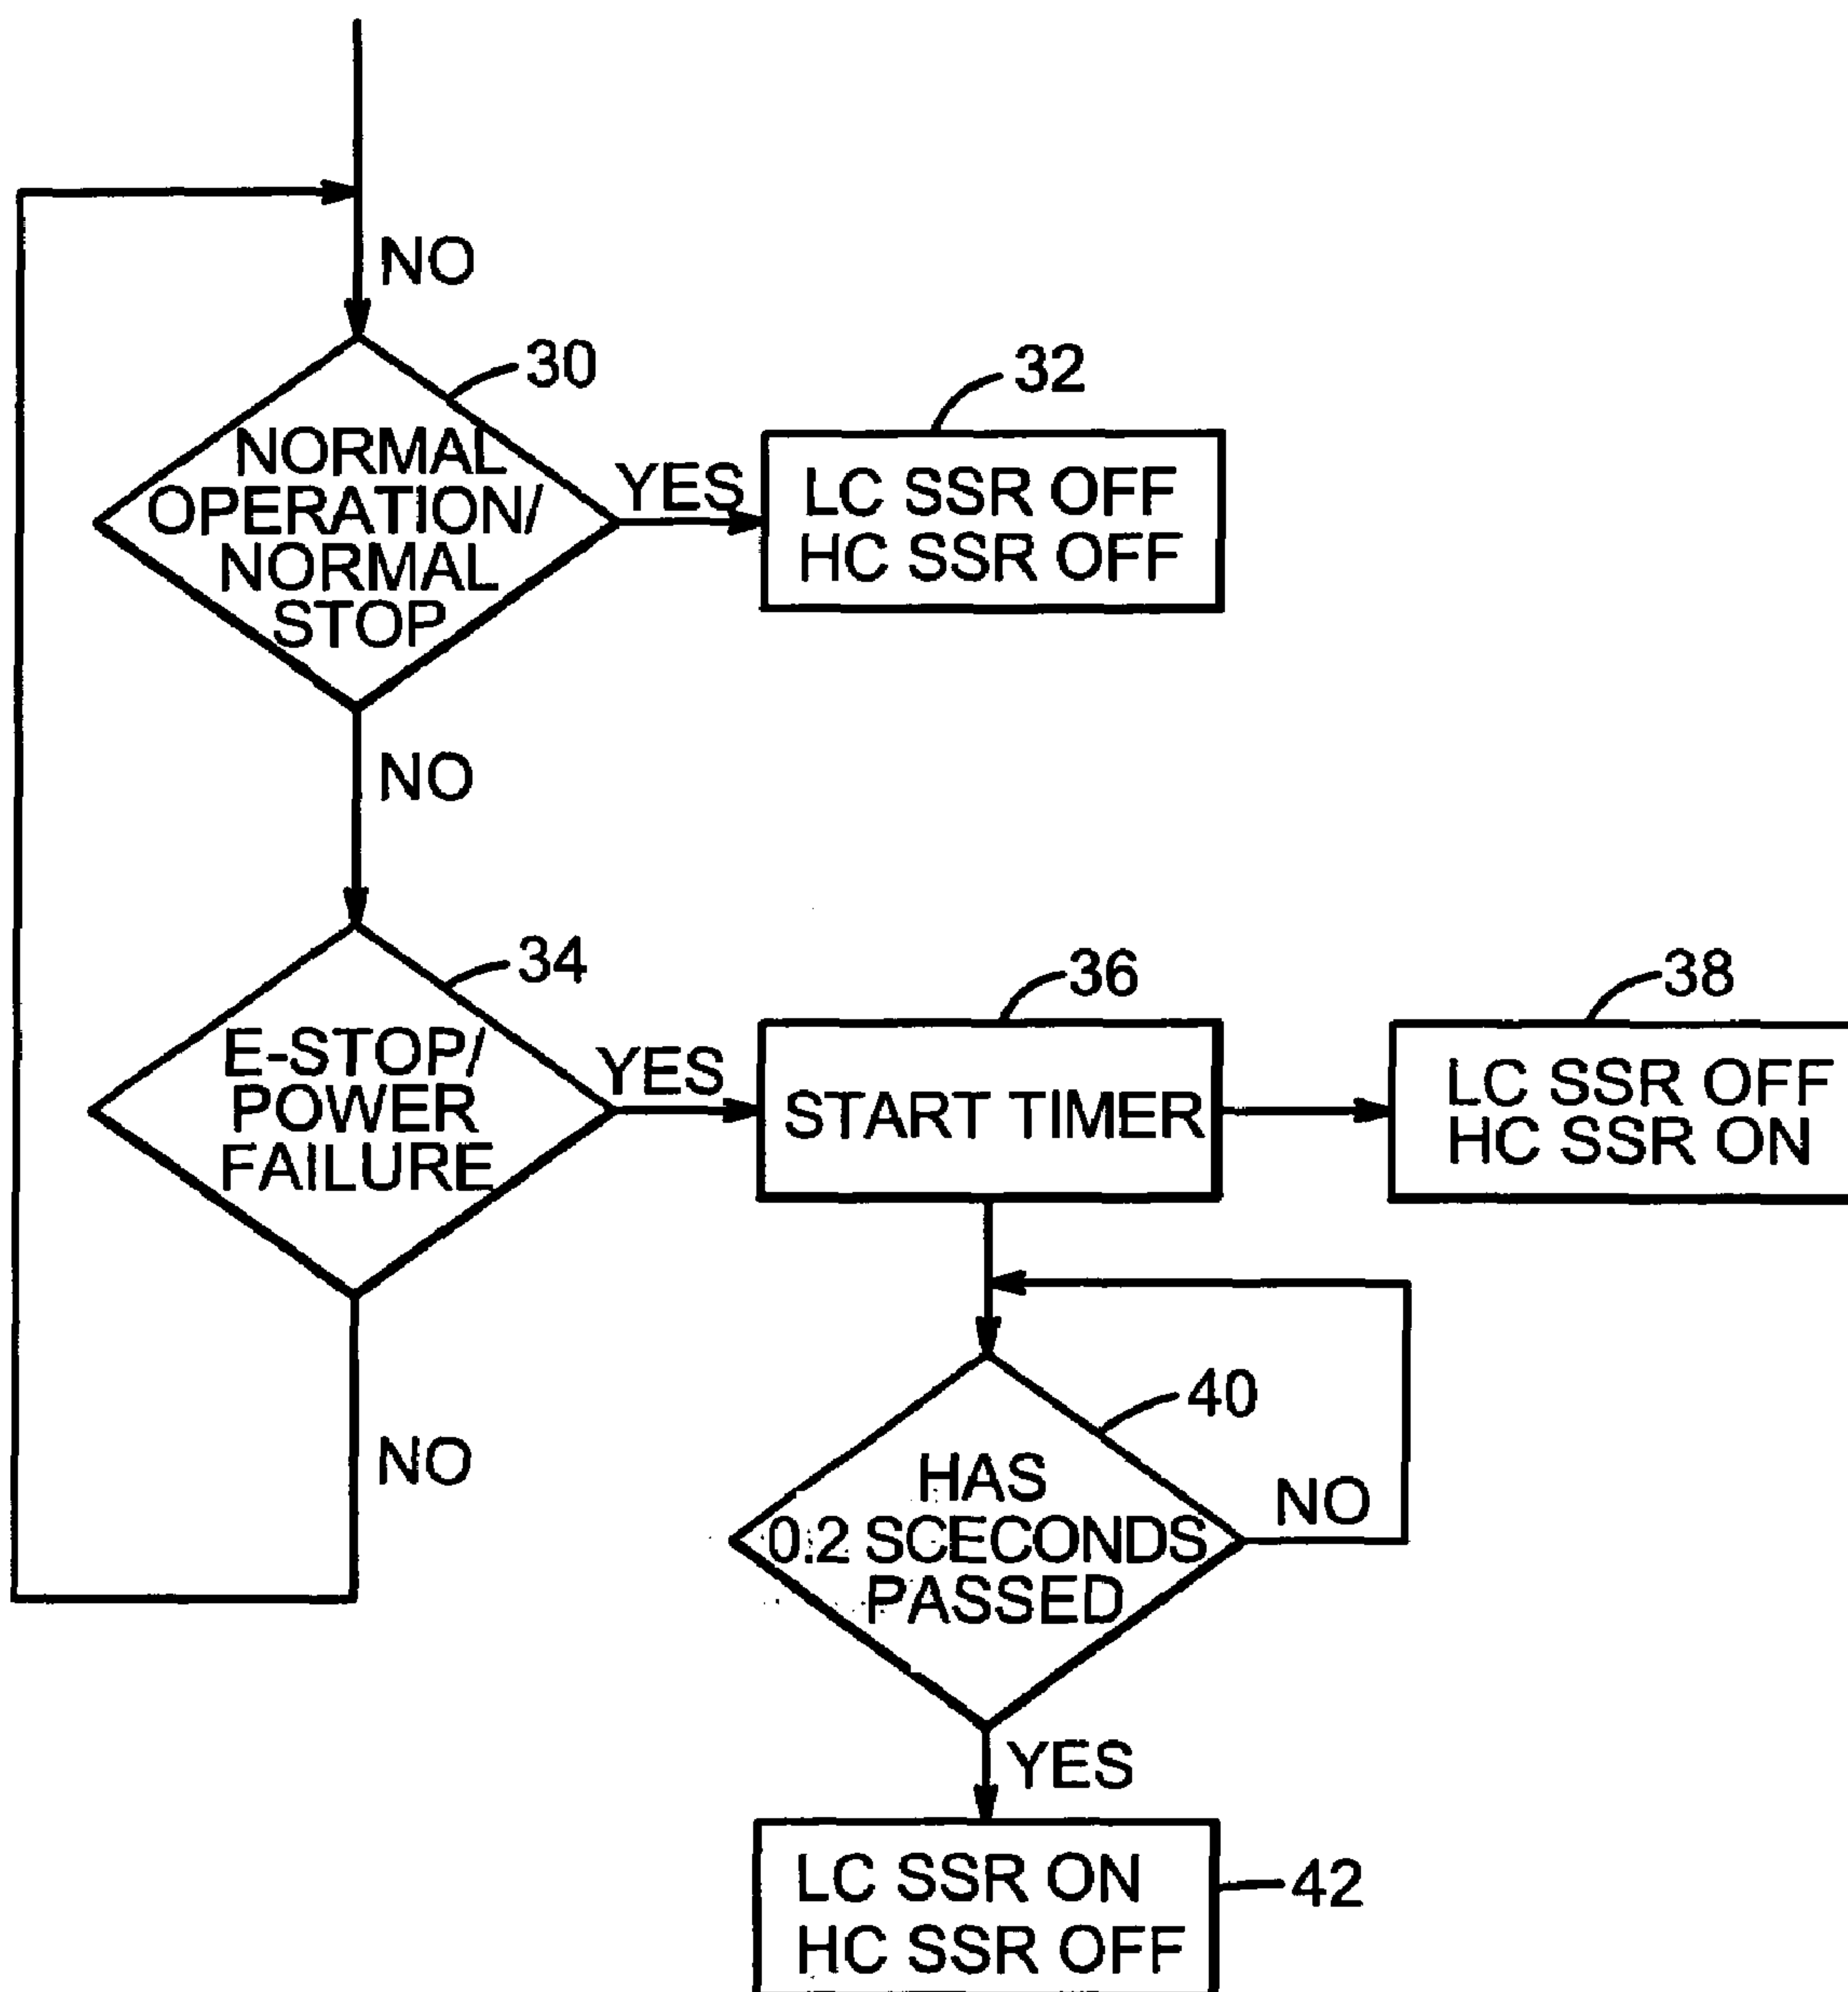 NO
30
NORMAL
OPERATION/
NORMAL
STOP
YES
32
LC SSR OFF
HC SSR OFF
NO
34
E-STOP/
POWER
FAILURE
YES
36
START TIMER
38
LC SSR OFF
HC SSR ON
NO
40
HAS
0.2 SCECONDS
PASSED
NO
YES
LC SSR ON
HC SSR OFF
42